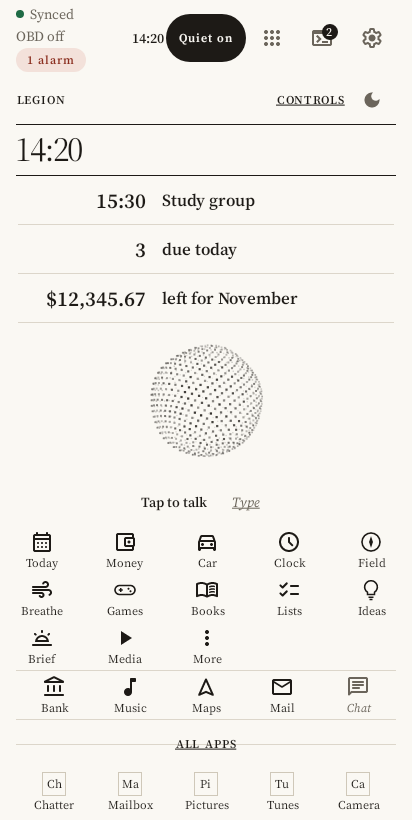 Synced
OBD off
1 alarm
14:20
Quiet on
2
LEGION
CONTROLS
14:20
15:30 Study group
3 due today
$12,345.67 left for November
Tap to talk Type
Today Money Car Clock Field
Breathe Games Books Lists Ideas
Brief Media More
Bank Music Maps Mail Chat
ALL APPS
Ch Ma Pi Tu Ca
Chatter Mailbox Pictures Tunes Camera